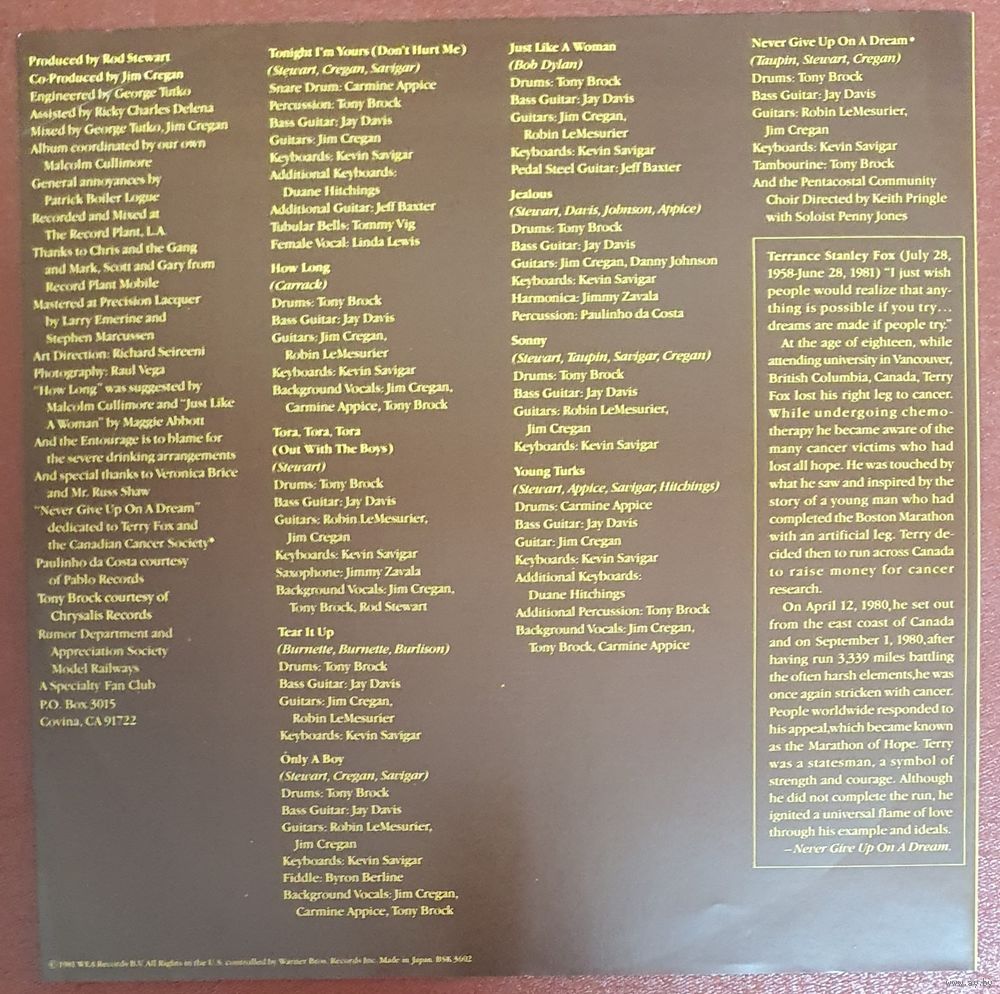 Produced by Rod Stewart
Co-Produced by Jim Cregan
Engineered by George Tutko
Assisted by Ricky Charles Delena
Mixed by George Tutko, Jim Cregan
Album coordinated by our own
Malcolm Cullimore
General annoyances by
Patrick Boiler Logue
Recorded and Mixed at
The Record Plant, L.A.
Thanks to Chris and the Gang
and Mark, Scott and Gary from
Record Plant Mobile
Mastered at Precision Lacquer
by Larry Emerine and
Stephen Marcussen
Art Direction: Richard Seireeni
Photography: Raul Vega
"How Long" was suggested by
Malcolm Cullimore and "Just Like
A Woman" by Maggie Abbott
And the Entourage is to blame for
the severe drinking arrangements
And special thanks to Veronica Brice
and Mr. Russ Shaw
"Never Give Up On A Dream"
dedicated to Terry Fox and
the Canadian Cancer Society*
Paulinho da Costa courtesy
of Pablo Records
Tony Brock courtesy of
Chrysalis Records
Rumor Department and
Appreciation Society
Model Railways
A Specialty Fan Club
P.O. Box 3015
Covina, CA 91722
Tonight I'm Yours (Don't Hurt Me)
(Stewart, Cregan, Savigar)
Snare Drum: Carmine Appice
Percussion: Tony Brock
Bass Guitar: Jay Davis
Guitars: Jim Cregan
Keyboards: Kevin Savigar
Additional Keyboards:
Duane Hitchings
Additional Guitar: Jeff Baxter
Tubular Bells: Tommy Vig
Female Vocal: Linda Lewis
How Long
(Carrack)
Drums: Tony Brock
Bass Guitar: Jay Davis
Guitars: Jim Cregan,
Robin LeMesurier
Keyboards: Kevin Savigar
Background Vocals: Jim Cregan,
Carmine Appice, Tony Brock
Tora, Tora, Tora
(Out With The Boys)
(Stewart)
Drums: Tony Brock
Bass Guitar: Jay Davis
Guitars: Robin LeMesurier,
Jim Cregan
Keyboards: Kevin Savigar
Saxophone: Jimmy Zavala
Background Vocals: Jim Cregan,
Tony Brock, Rod Stewart
Tear It Up
(Burnette, Burnette, Burlison)
Drums: Tony Brock
Bass Guitar: Jay Davis
Guitars: Jim Cregan,
Robin LeMesurier
Keyboards: Kevin Savigar
Only A Boy
(Stewart, Cregan, Savigar)
Drums: Tony Brock
Bass Guitar: Jay Davis
Guitars: Robin LeMesurier,
Jim Cregan
Keyboards: Kevin Savigar
Fiddle: Byron Berline
Background Vocals: Jim Cregan,
Carmine Appice, Tony Brock
Just Like A Woman
(Bob Dylan)
Drums: Tony Brock
Bass Guitar: Jay Davis
Guitars: Jim Cregan,
Robin LeMesurier
Keyboards: Kevin Savigar
Pedal Steel Guitar: Jeff Baxter
Jealous
(Stewart, Davis, Johnson, Appice)
Drums: Tony Brock
Bass Guitar: Jay Davis
Guitars: Jim Cregan, Danny Johnson
Keyboards: Kevin Savigar
Harmonica: Jimmy Zavala
Percussion: Paulinho da Costa
Sonny
(Stewart, Taupin, Savigar, Cregan)
Drums: Tony Brock
Bass Guitar: Jay Davis
Guitars: Robin LeMesurier,
Jim Cregan
Keyboards: Kevin Savigar
Young Turks
(Stewart, Appice, Savigar, Hitchings)
Drums: Carmine Appice
Bass Guitar: Jay Davis
Guitar: Jim Cregan
Keyboards: Kevin Savigar
Additional Keyboards:
Duane Hitchings
Additional Percussion: Tony Brock
Background Vocals: Jim Cregan,
Tony Brock, Carmine Appice
Never Give Up On A Dream*
(Taupin, Stewart, Cregan)
Drums: Tony Brock
Bass Guitar: Jay Davis
Guitars: Robin LeMesurier,
Jim Cregan
Keyboards: Kevin Savigar
Tambourine: Tony Brock
And the Pentacostal Community
Choir Directed by Keith Pringle
with Soloist Penny Jones
Terrance Stanley Fox (July 28,
1958-June 28, 1981) "I just wish
people would realize that any-
thing is possible if you try...
dreams are made if people try."
At the age of eighteen, while
attending university in Vancouver,
British Columbia, Canada, Terry
Fox lost his right leg to cancer.
While undergoing chemo-
therapy he became aware of the
many cancer victims who had
lost all hope. He was touched by
what he saw and inspired by the
story of a young man who had
completed the Boston Marathon
with an artificial leg. Terry de-
cided then to run across Canada
to raise money for cancer
research.
On April 12, 1980, he set out
from the east coast of Canada
and on September 1, 1980, after
having run 3,339 miles battling
the often harsh elements, he was
once again stricken with cancer.
People worldwide responded to
his appeal, which became known
as the Marathon of Hope. Terry
was a statesman, a symbol of
strength and courage. Although
he did not complete the run, he
ignited a universal flame of love
through his example and ideals.
—Never Give Up On A Dream.
© 1981 WEA Records B.V. All Rights in the U.S. controlled by Warner Bros. Records Inc. Made in Japan. BSK 3602